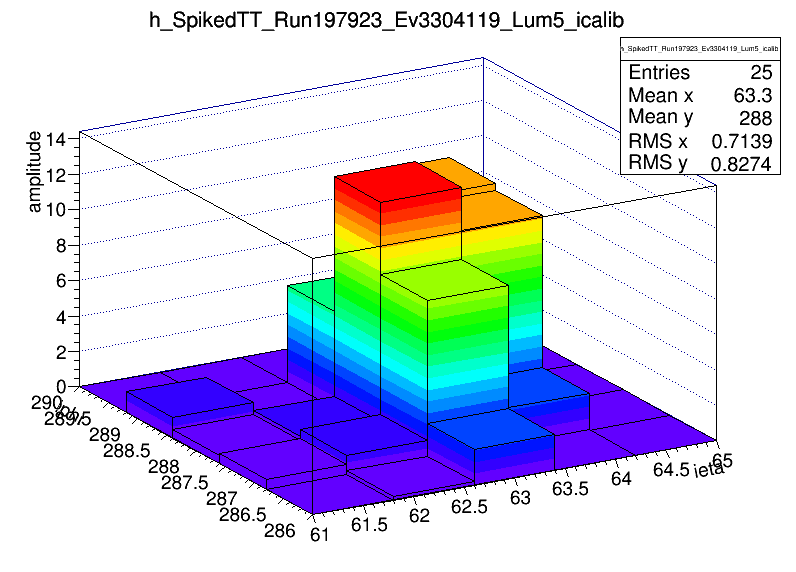 h_SpikedTT_Run197923_Ev3304119_Lum5_icalib
h_SpikedTT_Run197923_Ev3304119_Lum5_icalib
Entries 25
Mean x 63.3
Mean y 288
RMS x 0.7139
RMS y 0.8274
amplitude
14
12
10
8
6
4
2
0
290
289.5
289
288.5
288
287.5
287
286.5
286
61
61.5
62
62.5
63
63.5
64
64.5
65
ieta